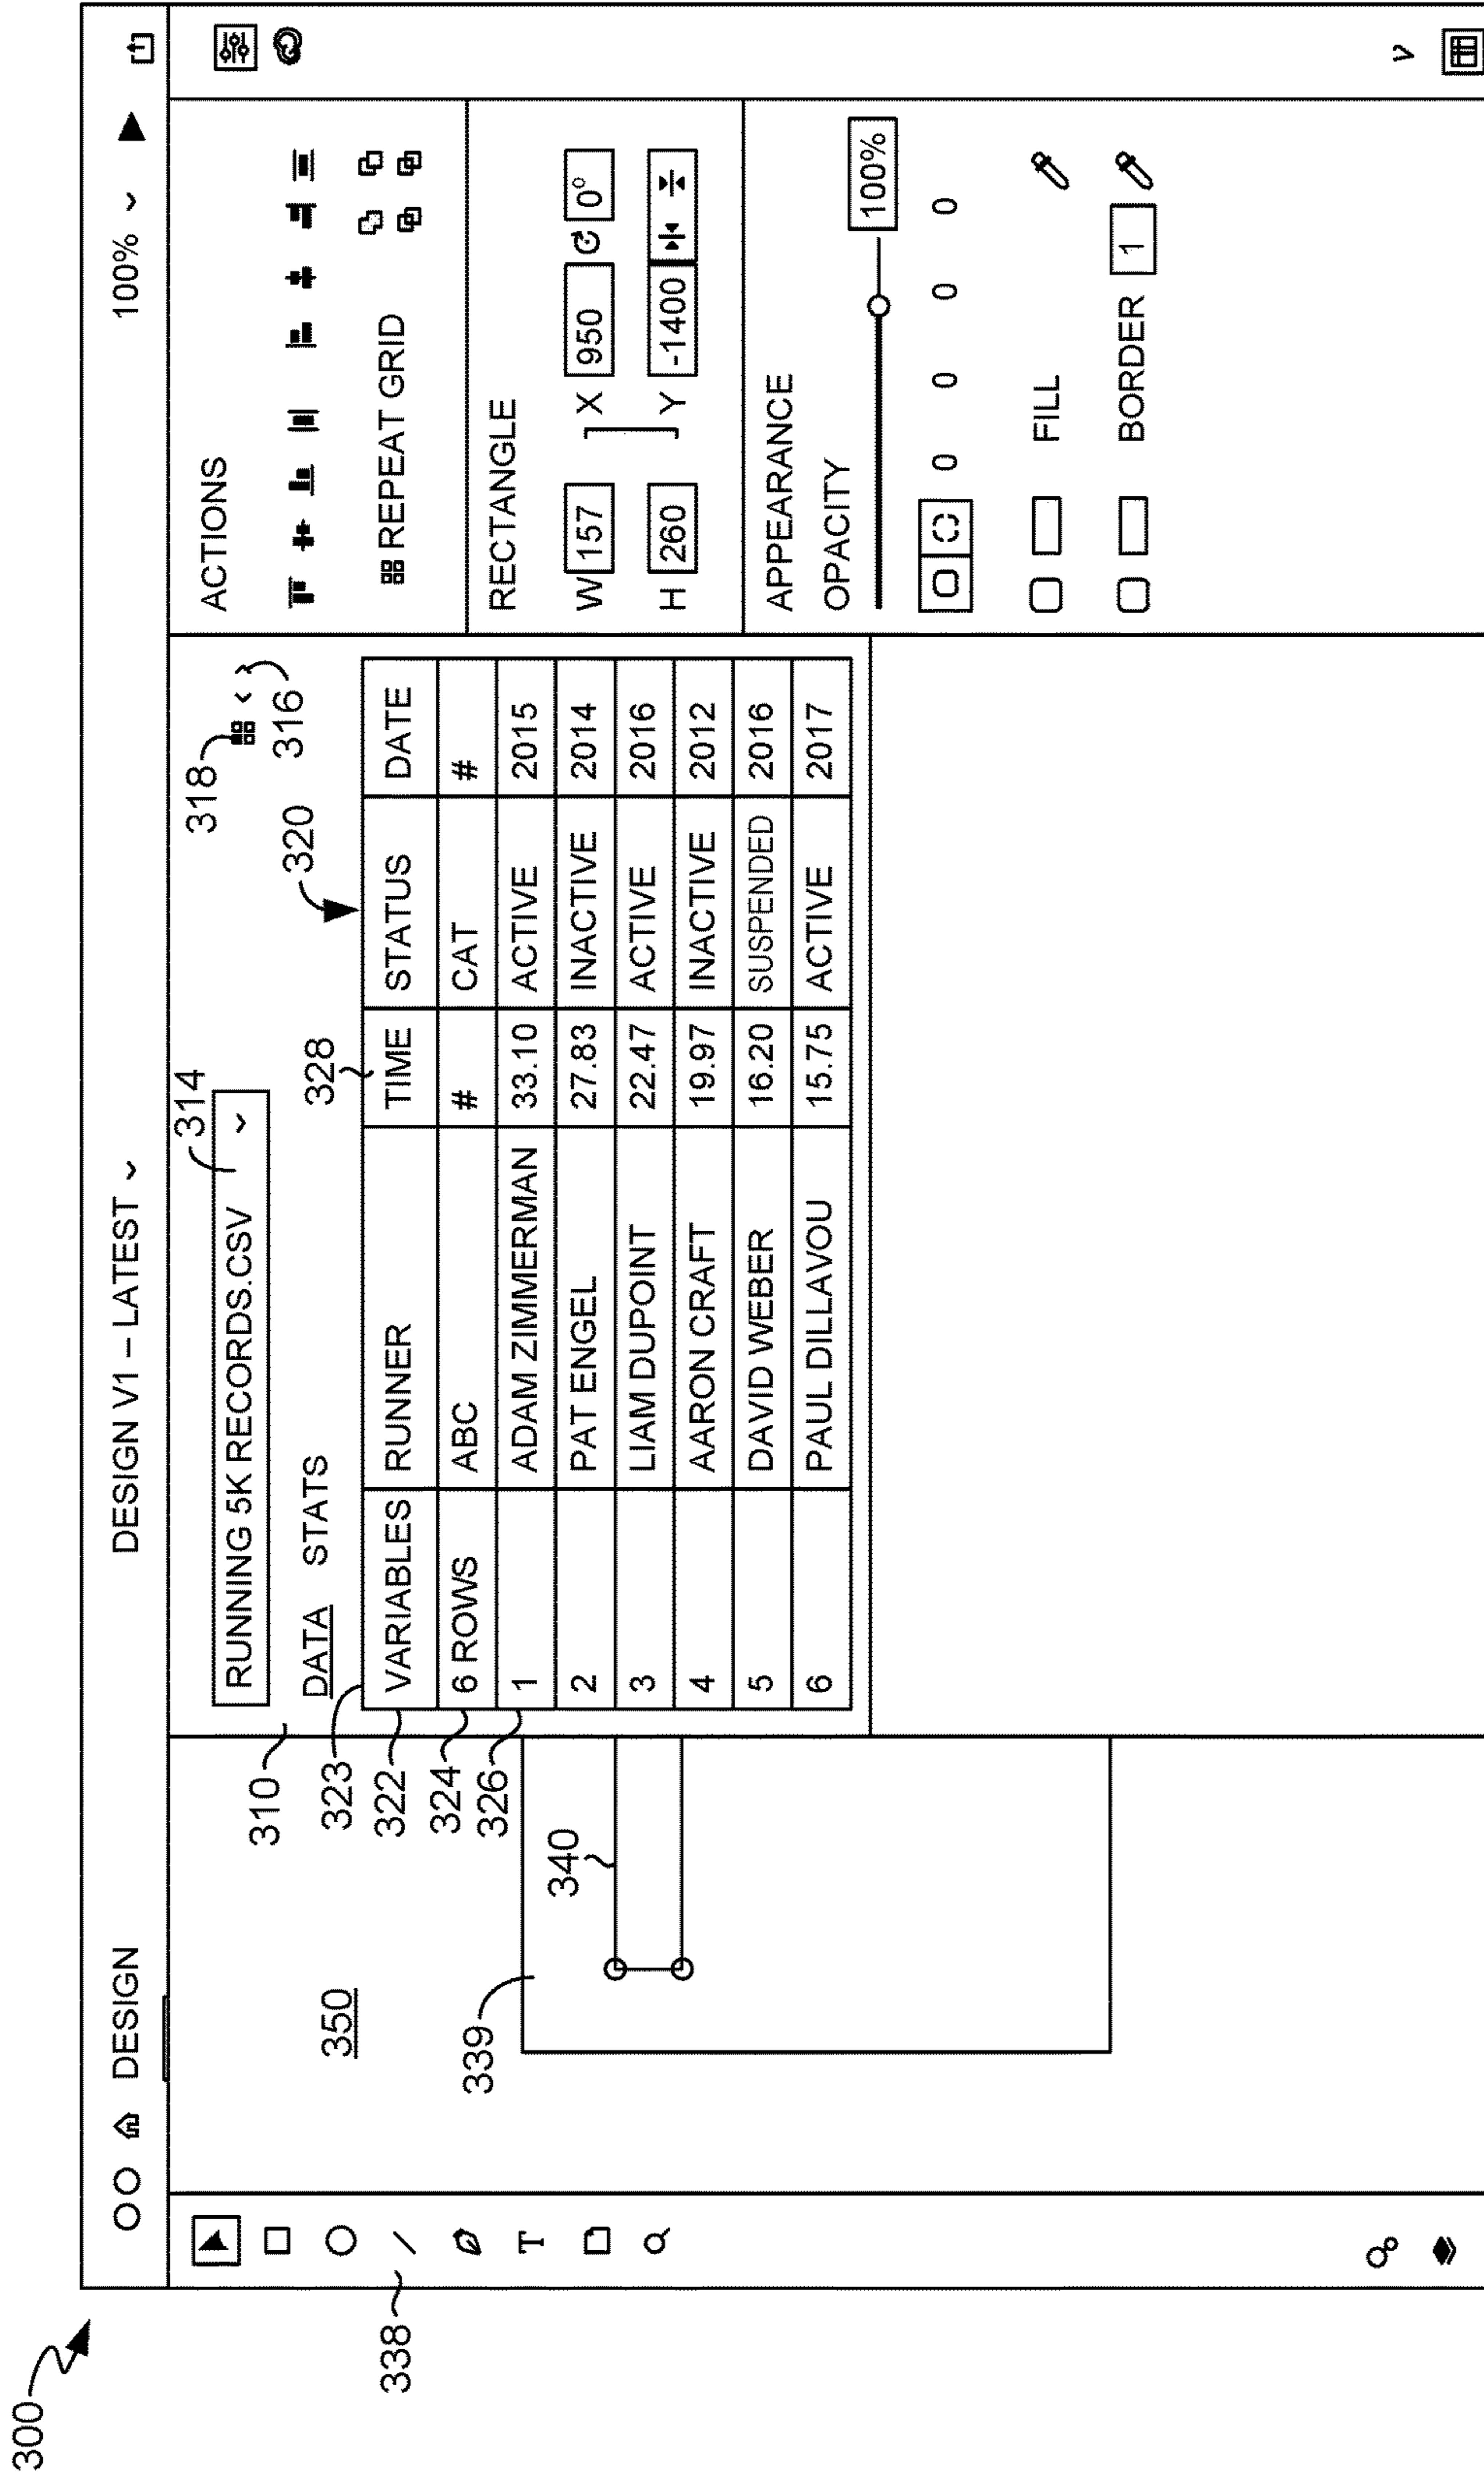 300
DESIGN
DESIGN V1 – LATEST
100%
338
T
350
339
340
310
314
RUNNING 5K RECORDS.CSV
318
316
DATA STATS
328
320
323
322
324
326
VARIABLES RUNNER TIME STATUS DATE
6 ROWS ABC # CAT #
1 ADAM ZIMMERMAN 33.10 ACTIVE 2015
2 PAT ENGEL 27.83 INACTIVE 2014
3 LIAM DUPOINT 22.47 ACTIVE 2016
4 AARON CRAFT 19.97 INACTIVE 2012
5 DAVID WEBER 16.20 SUSPENDED 2016
6 PAUL DILLAVOU 15.75 ACTIVE 2017
ACTIONS
REPEAT GRID
RECTANGLE
W 157 X 950 0°
H 260 Y -1400
APPEARANCE
OPACITY
100%
0 0 0 0
FILL
BORDER 1